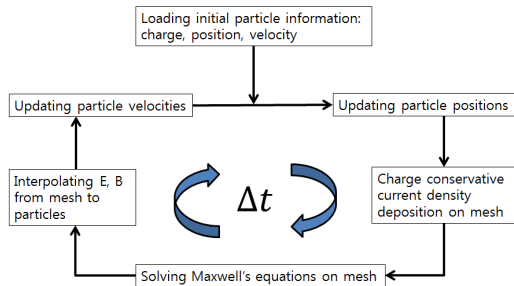 Loading initial particle information:
charge, position, velocity
Updating particle velocities
Updating particle positions
Interpolating E, B
from mesh to
particles
Δt
Charge conservative
current density
deposition on mesh
Solving Maxwell's equations on mesh